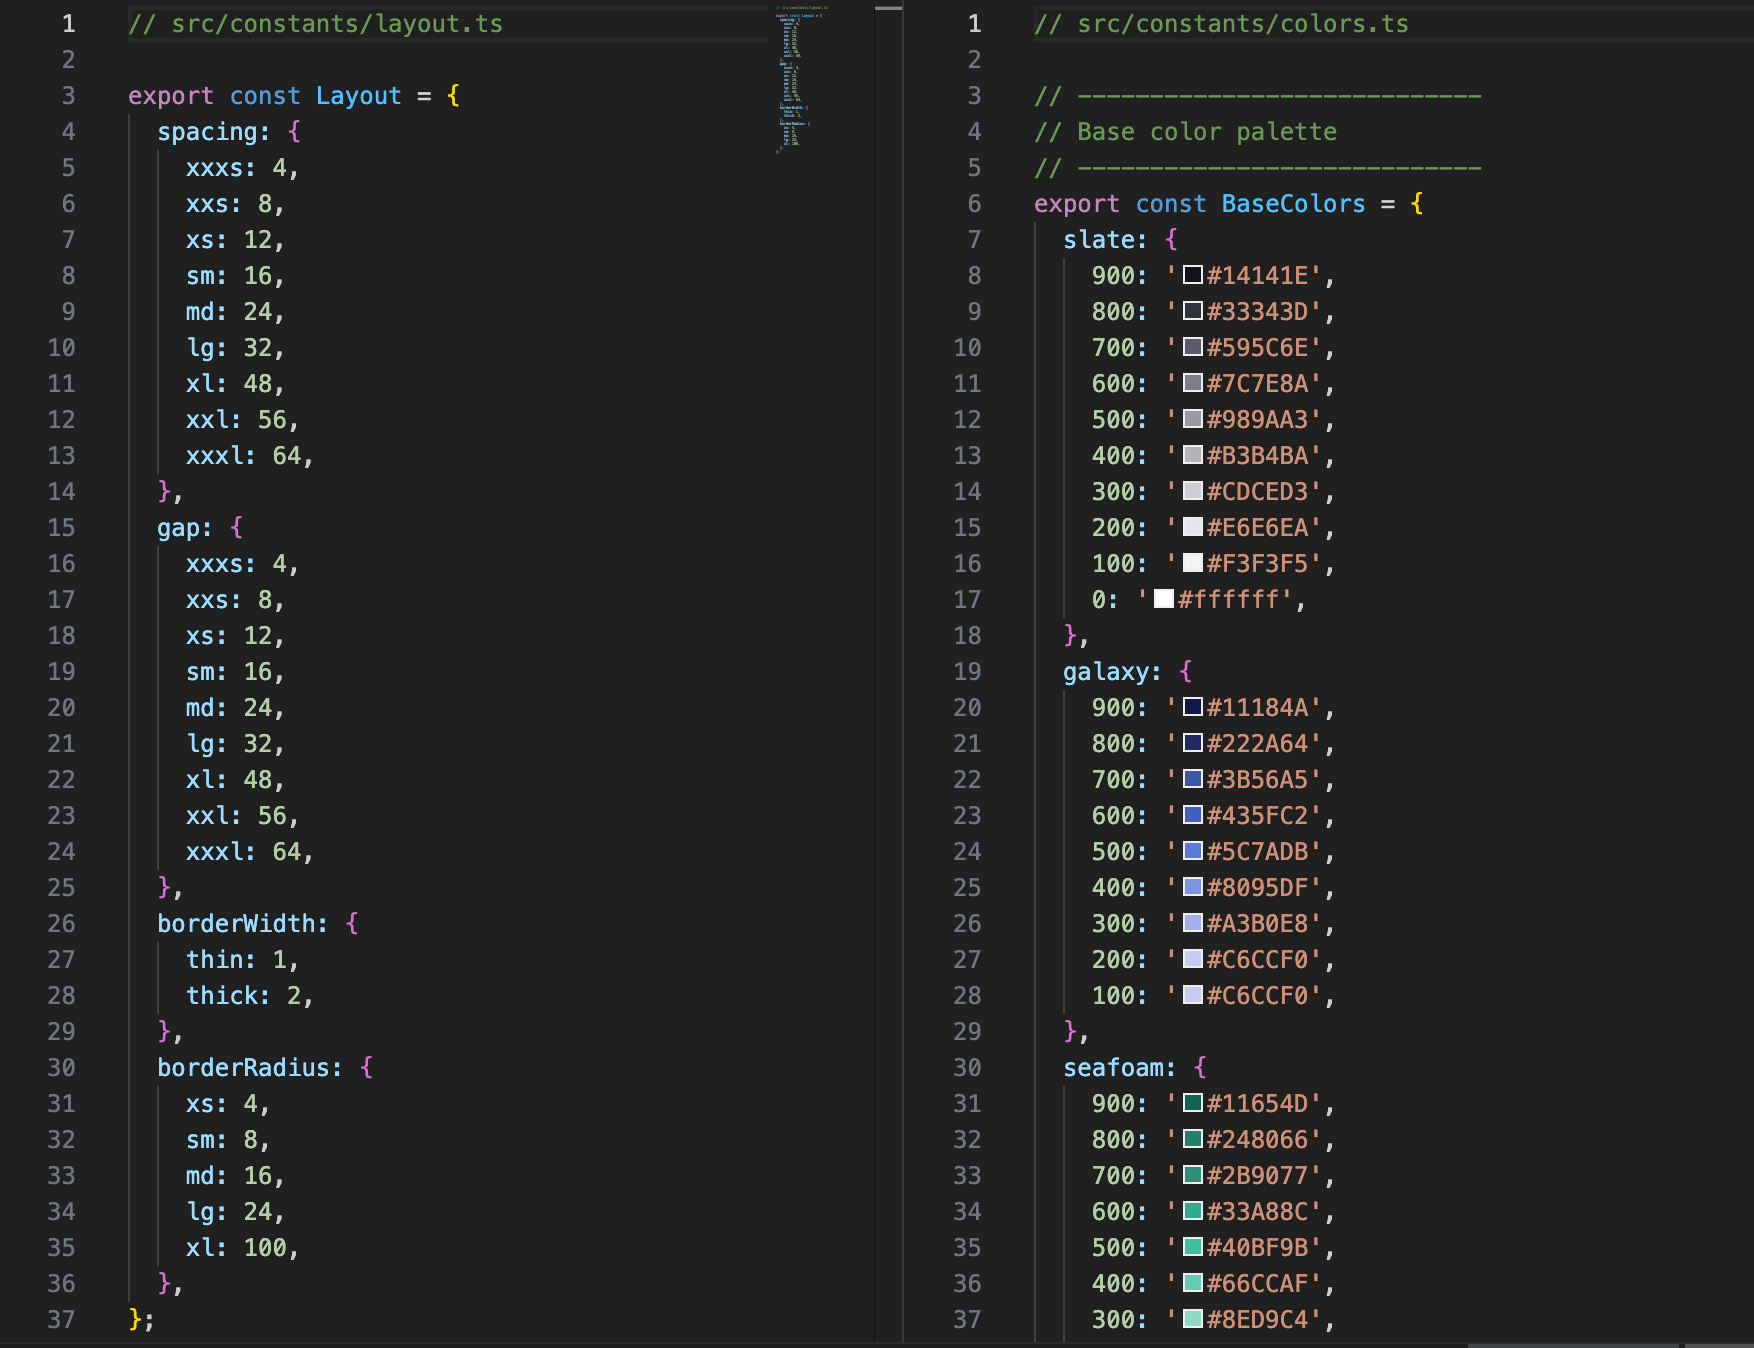 // src/constants/layout.ts
export const Layout = {
spacing: {
xxxs: 4,
xxs: 8,
xs: 12,
sm: 16,
md: 24,
lg: 32,
xl: 48,
xxl: 56,
xxxl: 64,
},
gap: {
xxxs: 4,
xxs: 8,
xs: 12,
sm: 16,
md: 24,
lg: 32,
xl: 48,
xxl: 56,
xxxl: 64,
},
borderWidth: {
thin: 1,
thick: 2,
},
borderRadius: {
xs: 4,
sm: 8,
md: 16,
lg: 24,
xl: 100,
},
};
// src/constants/colors.ts
// ----------------------------
// Base color palette
// ----------------------------
export const BaseColors = {
slate: {
900: '#14141E',
800: '#33343D',
700: '#595C6E',
600: '#7C7E8A',
500: '#989AA3',
400: '#B3B4BA',
300: '#CDCED3',
200: '#E6E6EA',
100: '#F3F3F5',
0: '#ffffff',
},
galaxy: {
900: '#11184A',
800: '#222A64',
700: '#3B56A5',
600: '#435FC2',
500: '#5C7ADB',
400: '#8095DF',
300: '#A3B0E8',
200: '#C6CCF0',
100: '#C6CCF0',
},
seafoam: {
900: '#11654D',
800: '#248066',
700: '#2B9077',
600: '#33A88C',
500: '#40BF9B',
400: '#66CCAF',
300: '#8ED9C4',